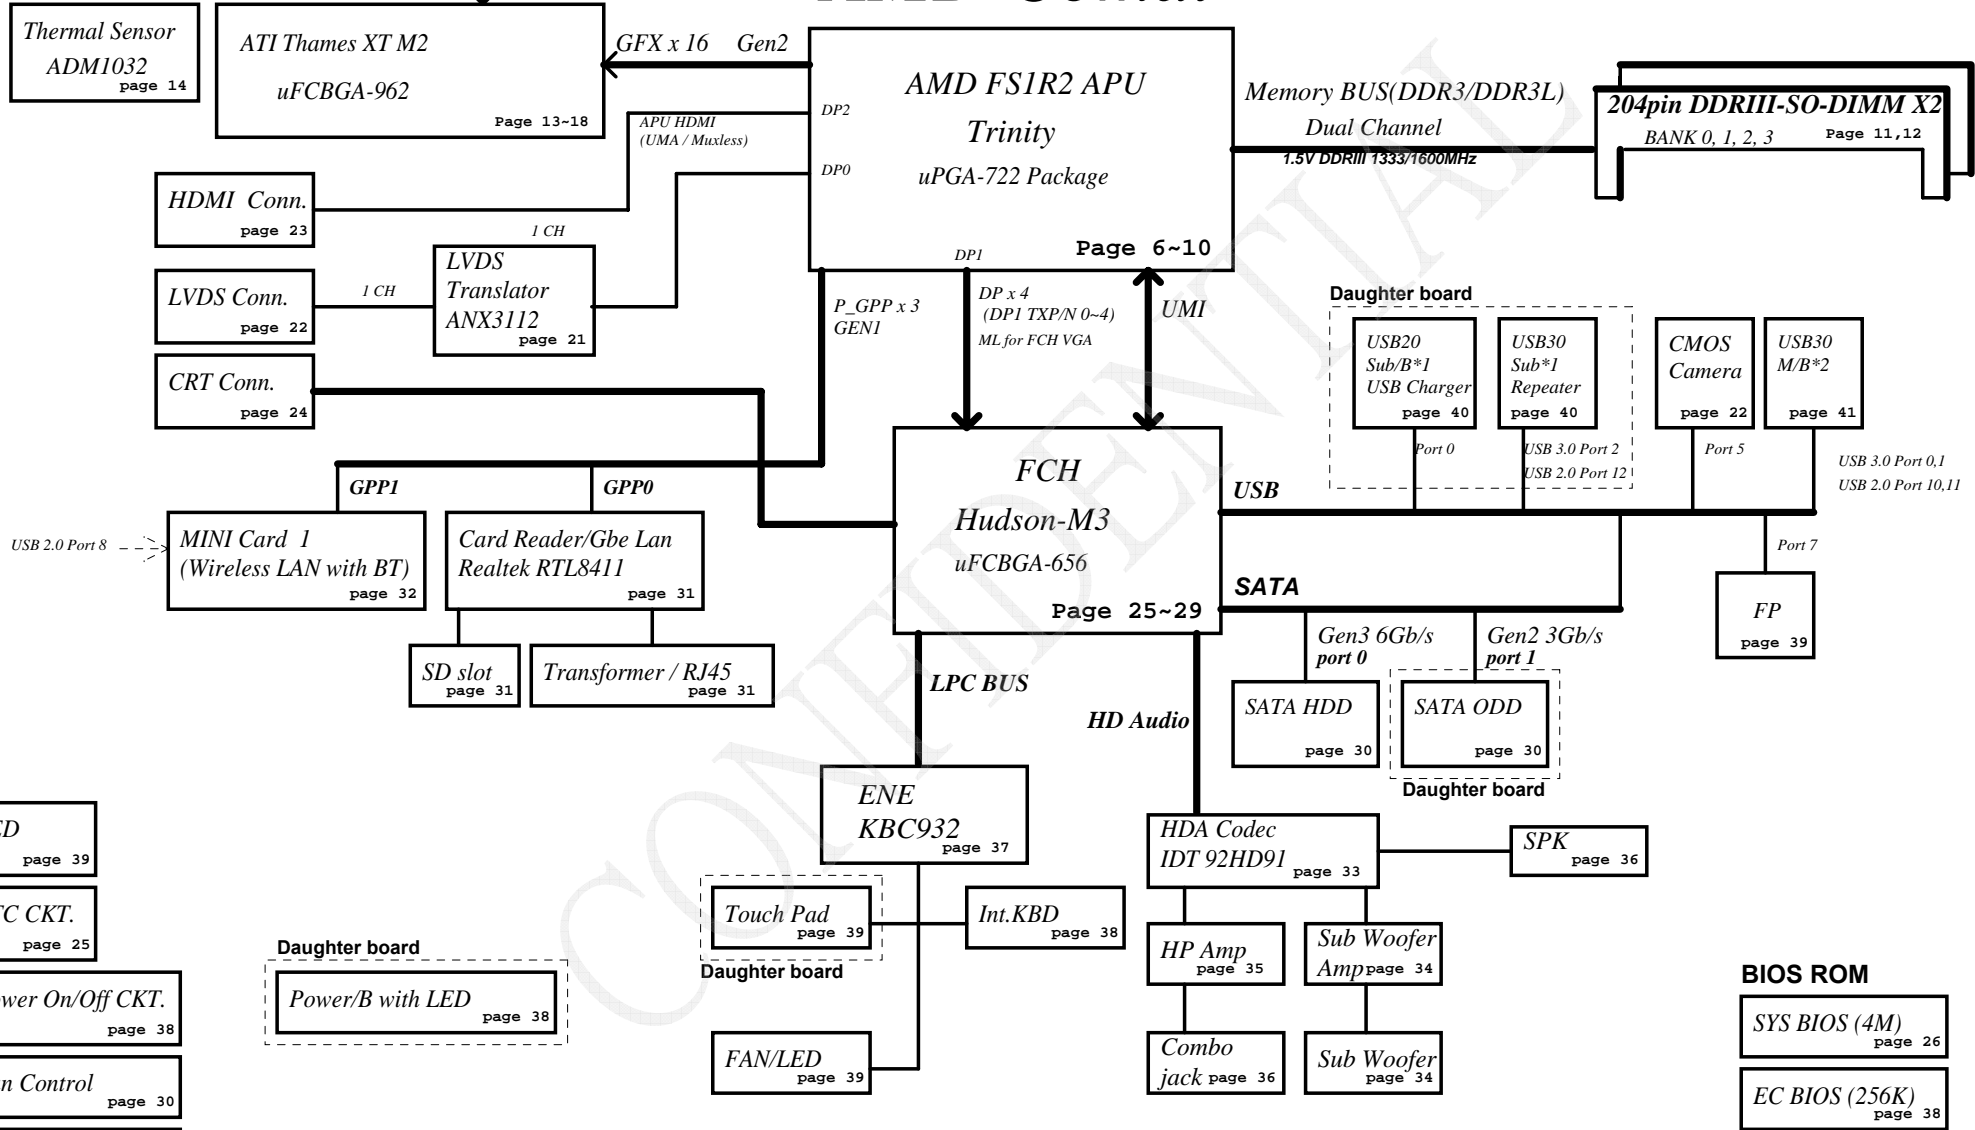 Thermal Sensor
ADM1032
page 14
ATI Thames XT M2
uFCBGA-962
Page 13~18
GFX x 16 Gen2
APU HDMI
(UMA / Muxless)
AMD FS1R2 APU
Trinity
uPGA-722 Package
Page 6~10
DP2
DP0
DP1
Memory BUS(DDR3/DDR3L)
Dual Channel
1.5V DDRIII 1333/1600MHz
204pin DDRIII-SO-DIMM X2
BANK 0, 1, 2, 3 Page 11,12
HDMI Conn.
page 23
1 CH
LVDS Conn.
page 22
1 CH
LVDS
Translator
ANX3112
page 21
CRT Conn.
page 24
P_GPP x 3
GEN1
DP x 4
(DP1 TXP/N 0~4)
ML for FCH VGA
UMI
Daughter board
USB20
Sub/B*1
USB Charger
page 40
USB30
Sub*1
Repeater
page 40
CMOS
Camera
page 22
USB30
M/B*2
page 41
Port 0
USB 3.0 Port 2
USB 2.0 Port 12
Port 5
USB 3.0 Port 0,1
USB 2.0 Port 10,11
GPP1
GPP0
FCH
Hudson-M3
uFCBGA-656
Page 25~29
USB
SATA
USB 2.0 Port 8
MINI Card 1
(Wireless LAN with BT)
page 32
Card Reader/Gbe Lan
Realtek RTL8411
page 31
SD slot
page 31
Transformer / RJ45
page 31
Port 7
FP
page 39
Gen3 6Gb/s
port 0
Gen2 3Gb/s
port 1
SATA HDD
page 30
SATA ODD
page 30
Daughter board
LPC BUS
HD Audio
ENE
KBC932
page 37
HDA Codec
IDT 92HD91
page 33
SPK
page 36
page 39
CKT.
page 25
On/Off CKT.
page 38
Control
page 30
Daughter board
Power/B with LED
page 38
Touch Pad
page 39
Daughter board
Int.KBD
page 38
FAN/LED
page 39
HP Amp
page 35
Sub Woofer
Amp page 34
Combo
jack page 36
Sub Woofer
page 34
BIOS ROM
SYS BIOS (4M)
page 26
EC BIOS (256K)
page 38
CONFIDENTIAL